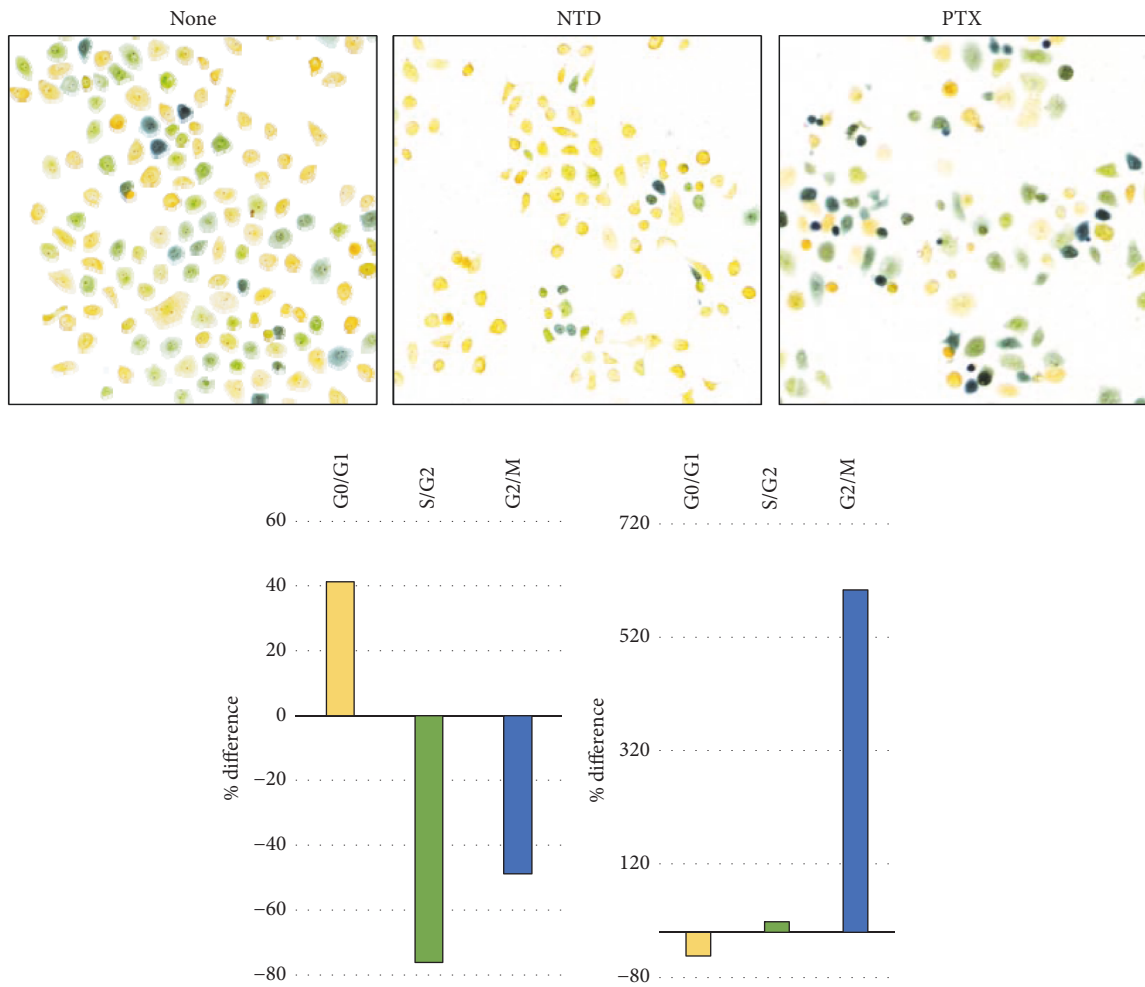 None
NTD
PTX
G0/G1
S/G2
G2/M
60
40
20
0
−20
−40
−60
−80
% difference
G0/G1
S/G2
G2/M
720
520
320
120
−80
% difference